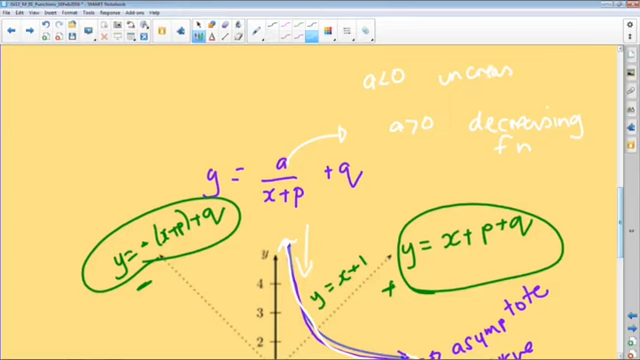 File Edit View Insert Format Tools Response Add-ons Help
a<0
a>0 decreasing
fn
y = a/(x+p) + q
y = -(x+p)+q
y = x+p+q
y
y = x+1
4
3
2
asymptote